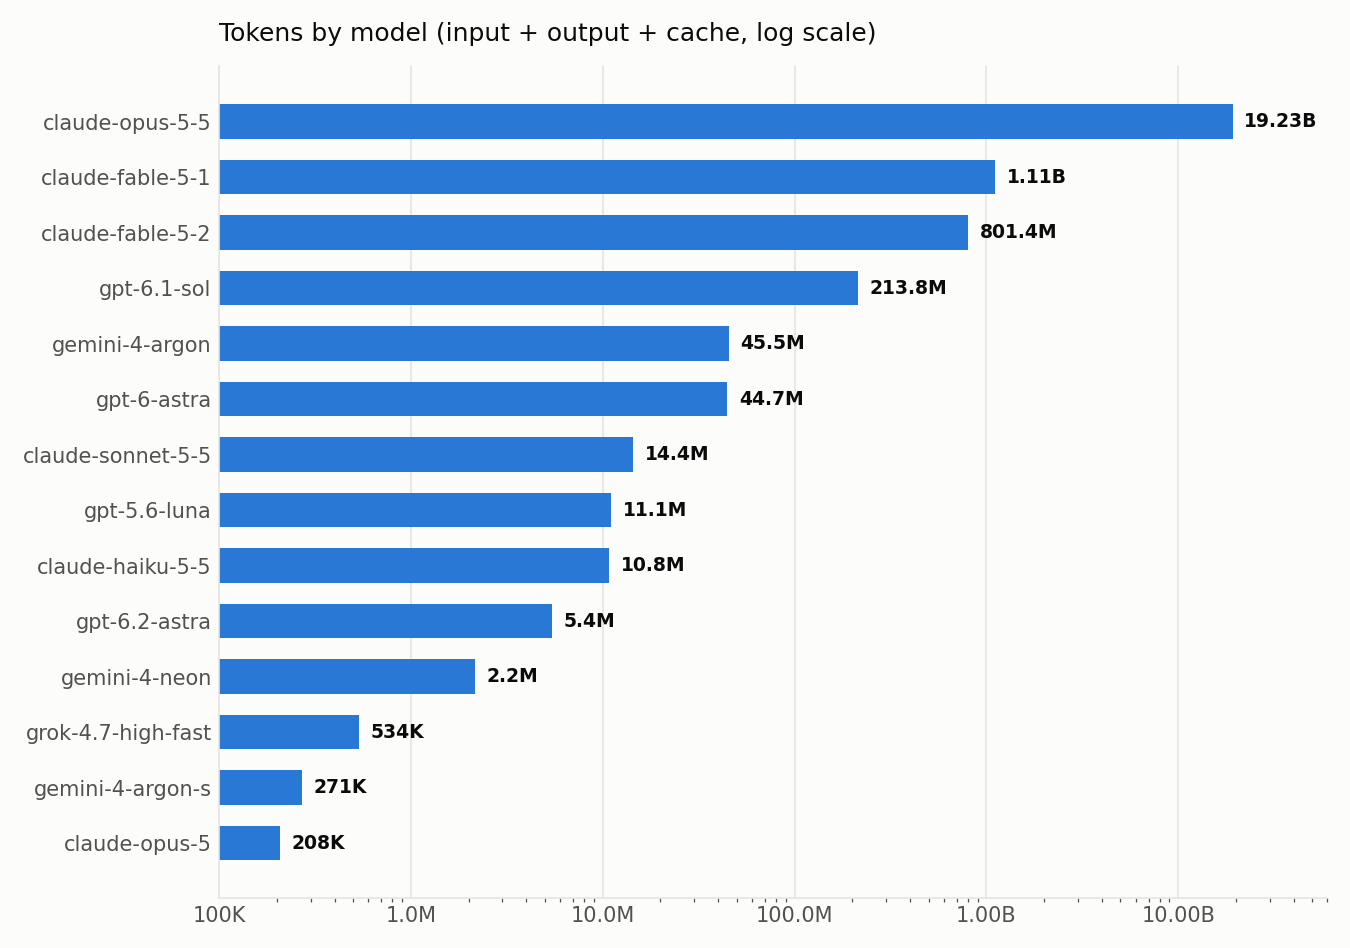 Tokens by model (input + output + cache, log scale)
claude-opus-5-5 19.23B
claude-fable-5-1 1.11B
claude-fable-5-2 801.4M
gpt-6.1-sol 213.8M
gemini-4-argon 45.5M
gpt-6-astra 44.7M
claude-sonnet-5-5 14.4M
gpt-5.6-luna 11.1M
claude-haiku-5-5 10.8M
gpt-6.2-astra 5.4M
gemini-4-neon 2.2M
grok-4.7-high-fast 534K
gemini-4-argon-s 271K
claude-opus-5 208K
100K 1.0M 10.0M 100.0M 1.00B 10.00B